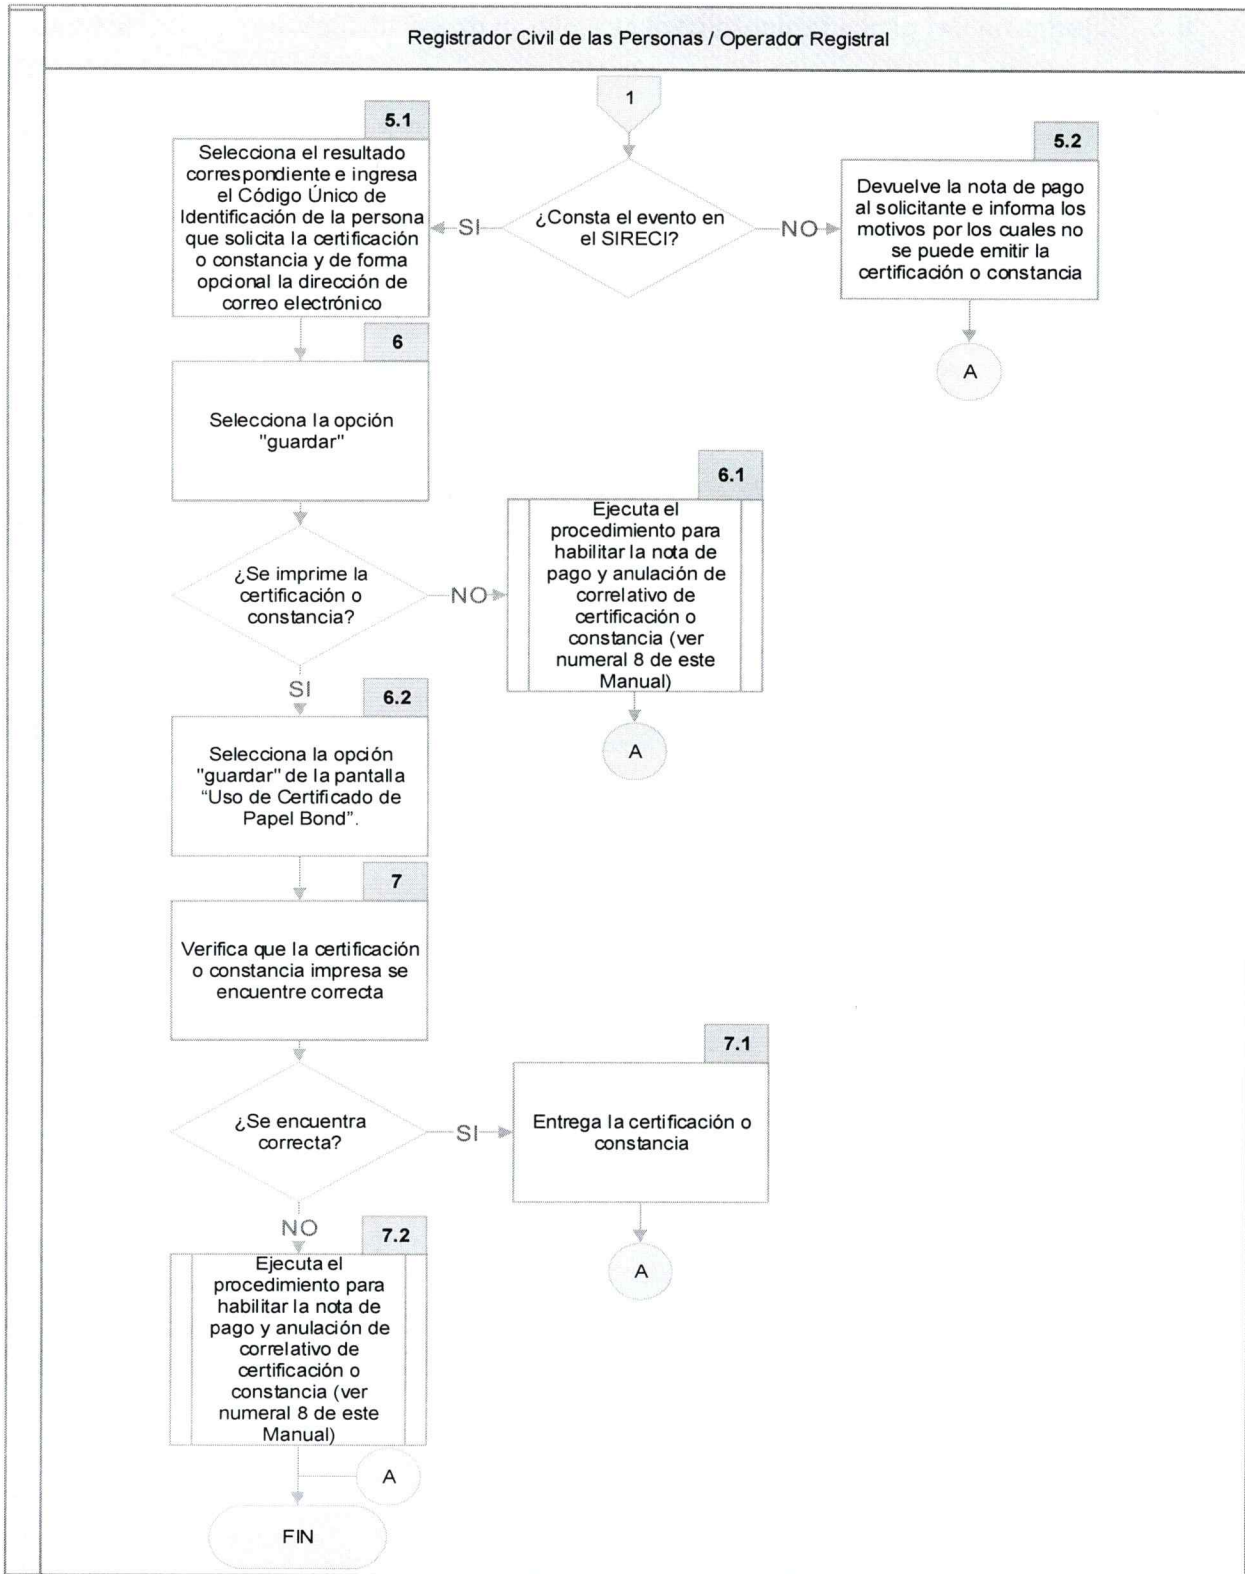 Registrador Civil de las Personas / Operador Registral
1
5.1
Selecciona el resultado
correspondiente e ingresa
el Código Único de
Identificación de la persona
que solicita la certificación
o constancia y de forma
opcional la dirección de
correo electrónico
SI
¿Consta el evento en
el SIRECI?
NO
5.2
Devuelve la nota de pago
al solicitante e informa los
motivos por los cuales no
se puede emitir la
certificación o constancia
A
6
Selecciona la opción
"guardar"
¿Se imprime la
certificación o
constancia?
NO
6.1
Ejecuta el
procedimiento para
habilitar la nota de
pago y anulación de
correlativo de
certificación o
constancia (ver
numeral 8 de este
Manual)
A
SI
6.2
Selecciona la opción
"guardar" de la pantalla
“Uso de Certificado de
Papel Bond”.
7
Verifica que la certificación
o constancia impresa se
encuentre correcta
¿Se encuentra
correcta?
SI
7.1
Entrega la certificación o
constancia
A
NO
7.2
Ejecuta el
procedimiento para
habilitar la nota de
pago y anulación de
correlativo de
certificación o
constancia (ver
numeral 8 de este
Manual)
A
FIN